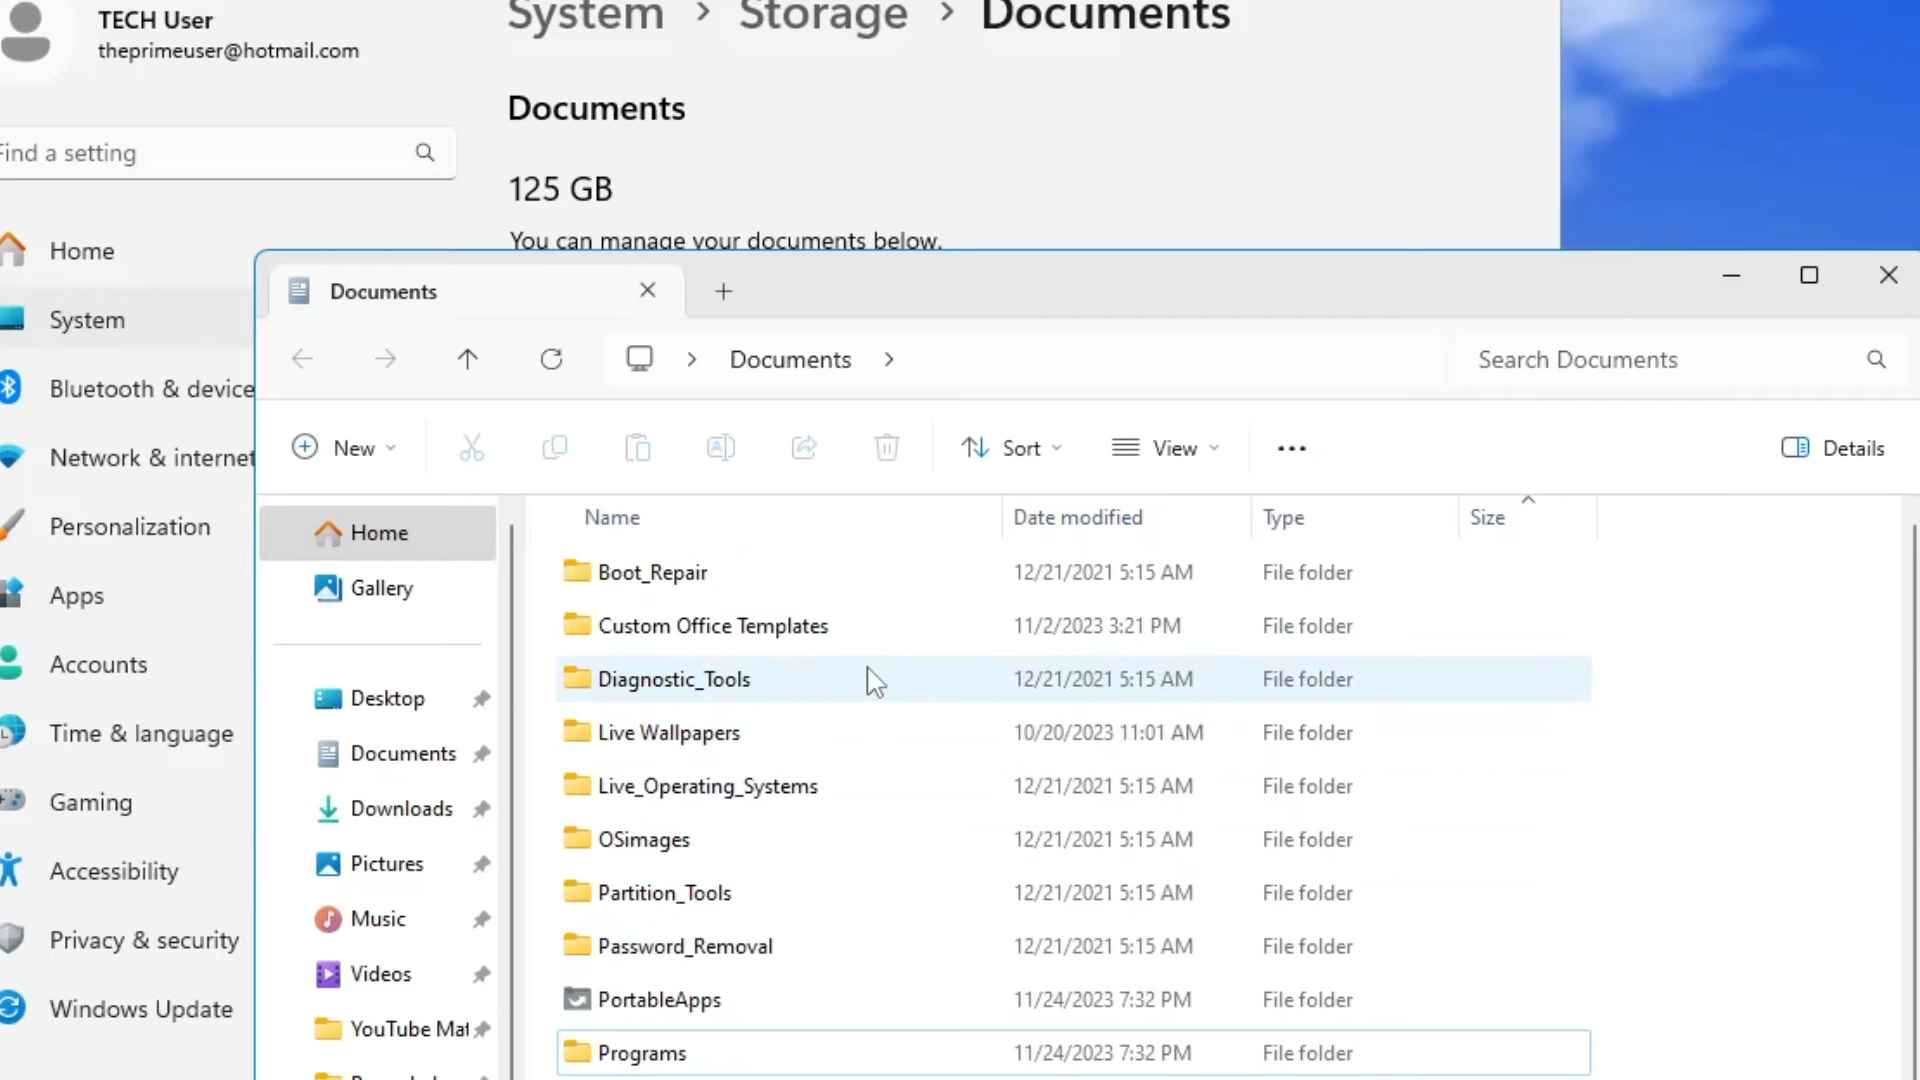 TECH User
theprimeuser@hotmail.com
System > Storage > Documents
Find a setting
Documents
125 GB
You can manage your documents below.
Home
System
Bluetooth & device
Network & internet
Personalization
Apps
Accounts
Time & language
Gaming
Accessibility
Privacy & security
Windows Update
Documents
Documents
Search Documents
New
Sort
View
Details
Home
Gallery
Desktop
Documents
Downloads
Pictures
Music
Videos
YouTube Mat
Name Date modified Type Size
Boot_Repair 12/21/2021 5:15 AM File folder
Custom Office Templates 11/2/2023 3:21 PM File folder
Diagnostic_Tools 12/21/2021 5:15 AM File folder
Live Wallpapers 10/20/2023 11:01 AM File folder
Live_Operating_Systems 12/21/2021 5:15 AM File folder
OSimages 12/21/2021 5:15 AM File folder
Partition_Tools 12/21/2021 5:15 AM File folder
Password_Removal 12/21/2021 5:15 AM File folder
PortableApps 11/24/2023 7:32 PM File folder
Programs 11/24/2023 7:32 PM File folder